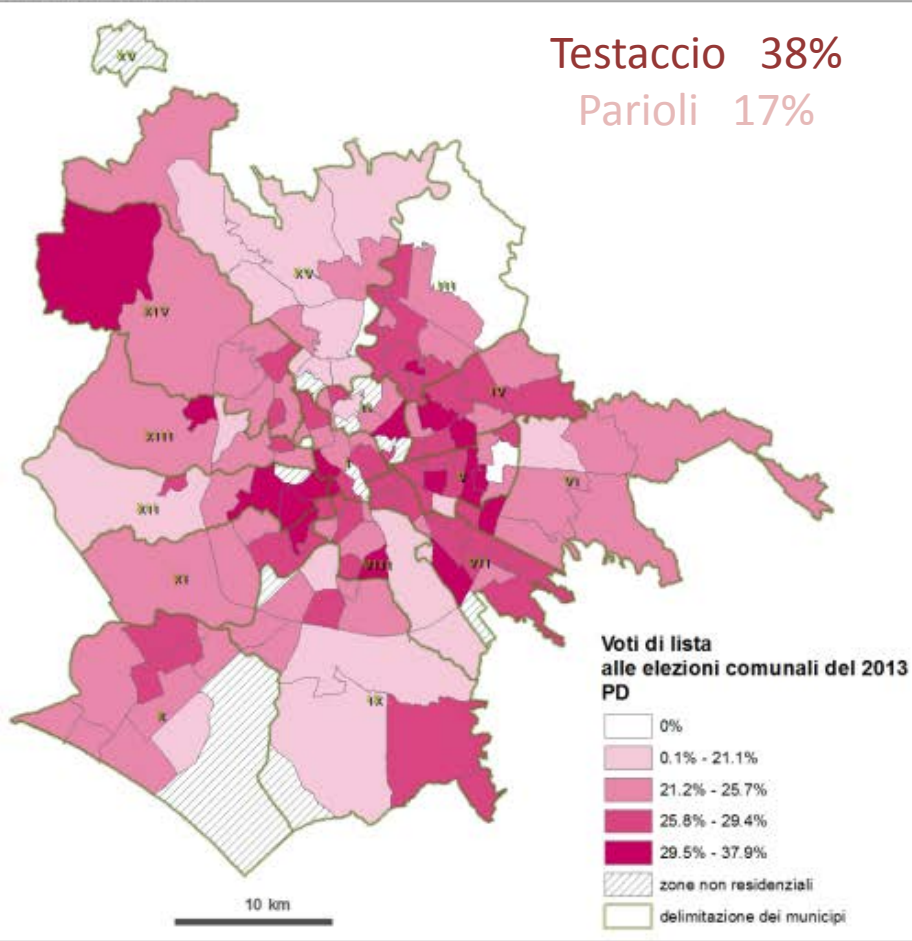 Testaccio 38%
Parioli 17%
XV
XV
III
XIV
IV
II
XIII
I
V
VI
XII
VIII
VII
XI
IX
X
Voti di lista
alle elezioni comunali del 2013
PD
0%
0.1% - 21.1%
21.2% - 25.7%
25.8% - 29.4%
29.5% - 37.9%
zone non residenziali
delimitazione dei municipi
10 km